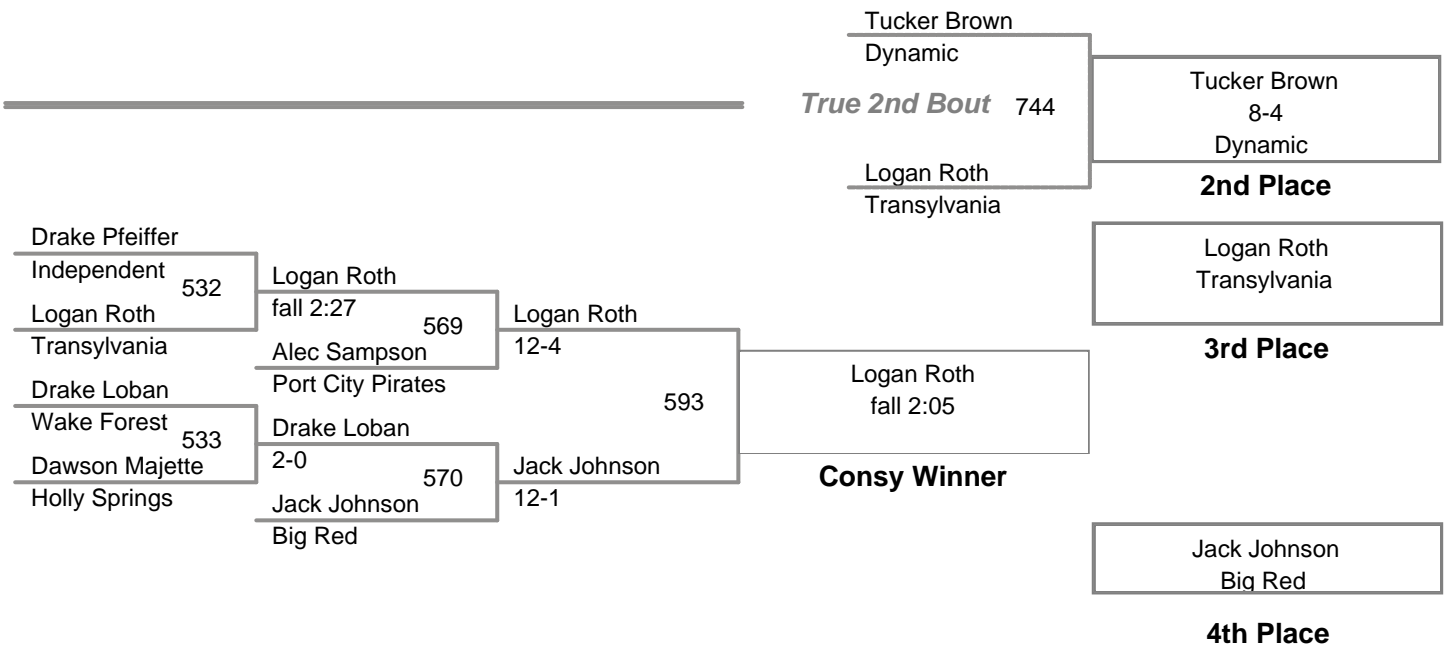 Tucker Brown
Dynamic
True 2nd Bout 744
Tucker Brown
8-4
Dynamic
2nd Place
Logan Roth
Transylvania
Logan Roth
Transylvania
3rd Place
Drake Pfeiffer
Independent
532
Logan Roth
Transylvania
Drake Loban
Wake Forest
533
Dawson Majette
Holly Springs
Logan Roth
fall 2:27
569
Alec Sampson
Port City Pirates
Drake Loban
2-0
570
Jack Johnson
Big Red
Logan Roth
12-4
593
Jack Johnson
12-1
Logan Roth
fall 2:05
Consy Winner
Jack Johnson
Big Red
4th Place